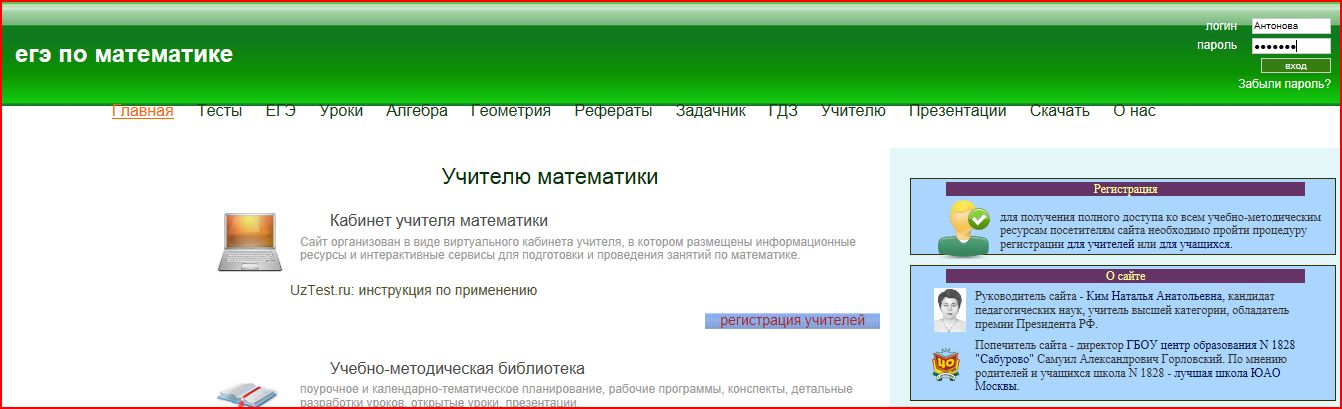 логин Антонова
егэ по математике
пароль •••••••
вход
Забыли пароль?
Главная Тесты ЕГЭ Уроки Алгебра Геометрия Рефераты Задачник ГДЗ Учителю Презентации Скачать О нас
Учителю математики
Кабинет учителя математики
Сайт организован в виде виртуального кабинета учителя, в котором размещены информационные
ресурсы и интерактивные сервисы для подготовки и проведения занятий по математике.
UzTest.ru: инструкция по применению
регистрация учителей
Учебно-методическая библиотека
поурочное и календарно-тематическое планирование, рабочие программы, конспекты, детальные
разработки уроков, открытые уроки, презентации.
Регистрация
для получения полного доступа ко всем учебно-методическим
ресурсам посетителям сайта необходимо пройти процедуру
регистрации для учителей или для учащихся.
О сайте
Руководитель сайта - Ким Наталья Анатольевна, кандидат
педагогических наук, учитель высшей категории, обладатель
премии Президента РФ.
ЦО
Попечитель сайта - директор ГБОУ центр образования N 1828
"Сабурово" Самуил Александрович Горловский. По мнению
родителей и учащихся школа N 1828 - лучшая школа ЮАО
Москвы.